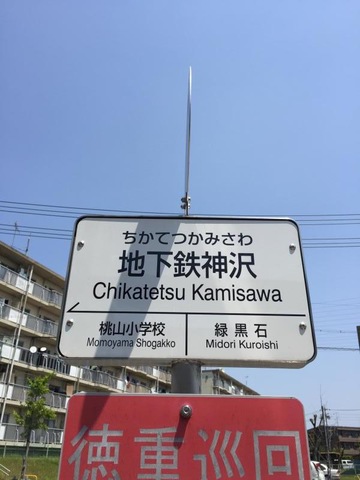 ちかてつかみさわ
地下鉄神沢
Chikatetsu Kamisawa
桃山小学校
Momoyama Shogakko
緑黒石
Midori Kuroishi
徳重巡回